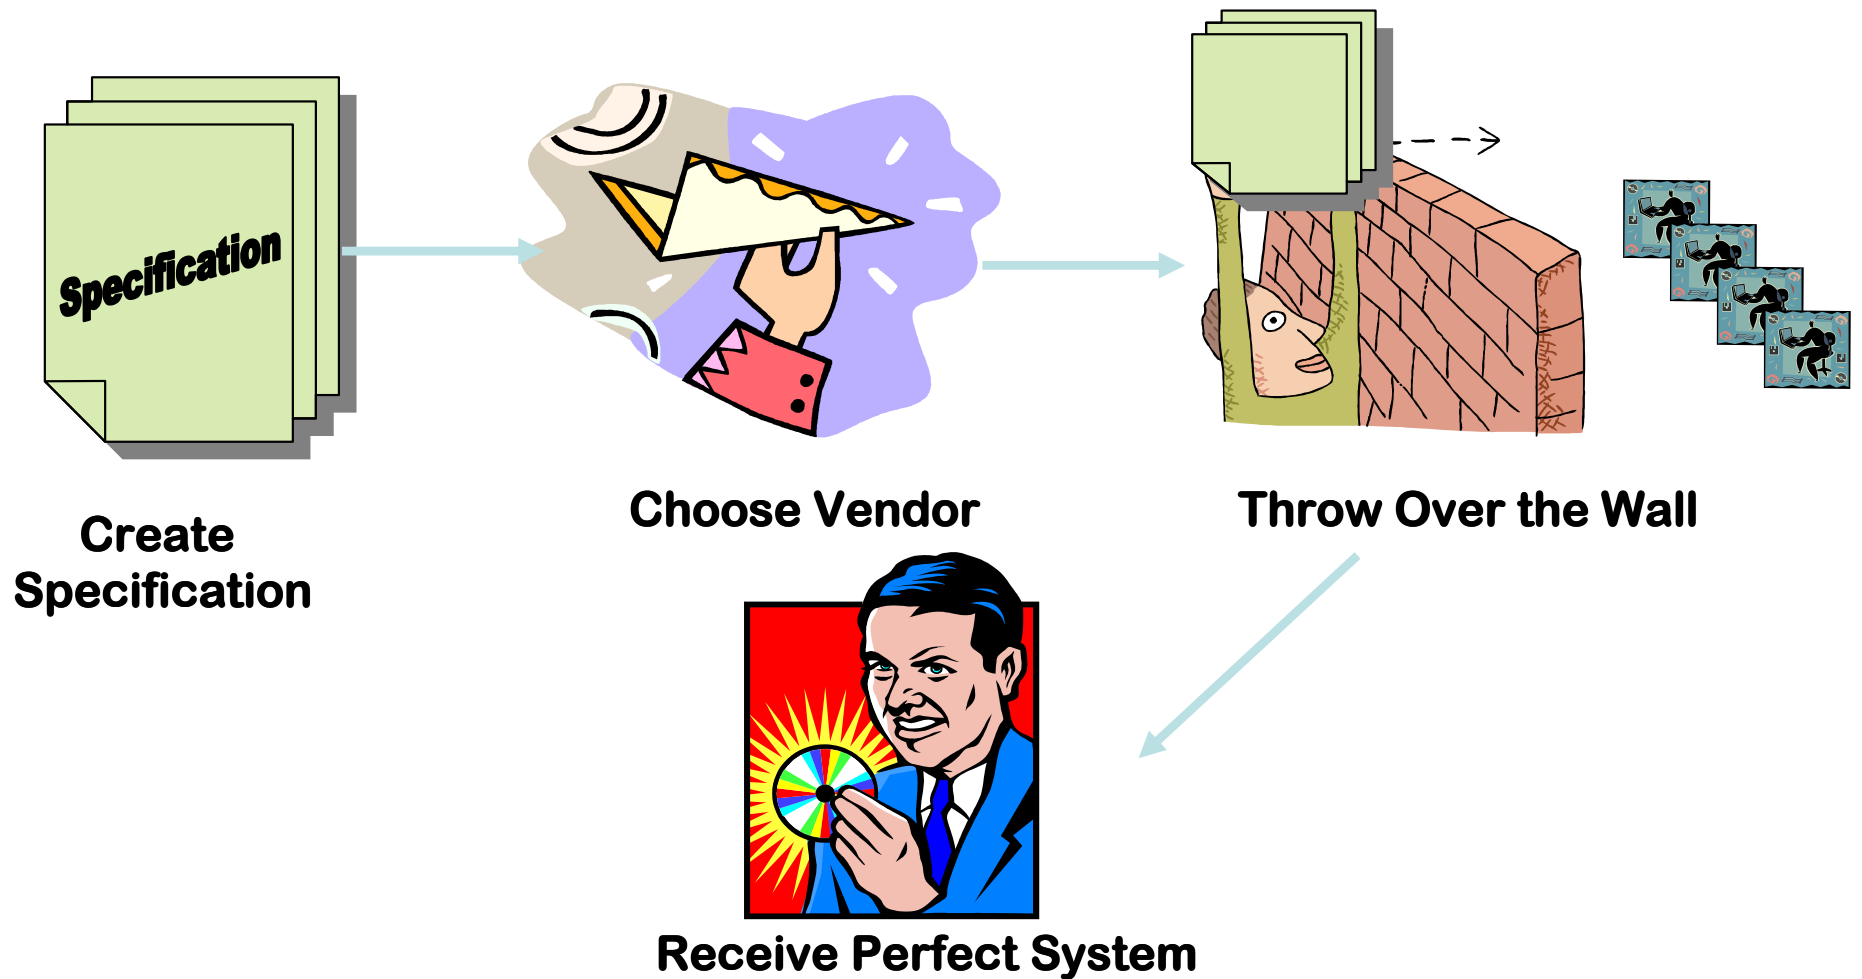 Specification
Create
Specification
Choose Vendor
Throw Over the Wall
Receive Perfect System